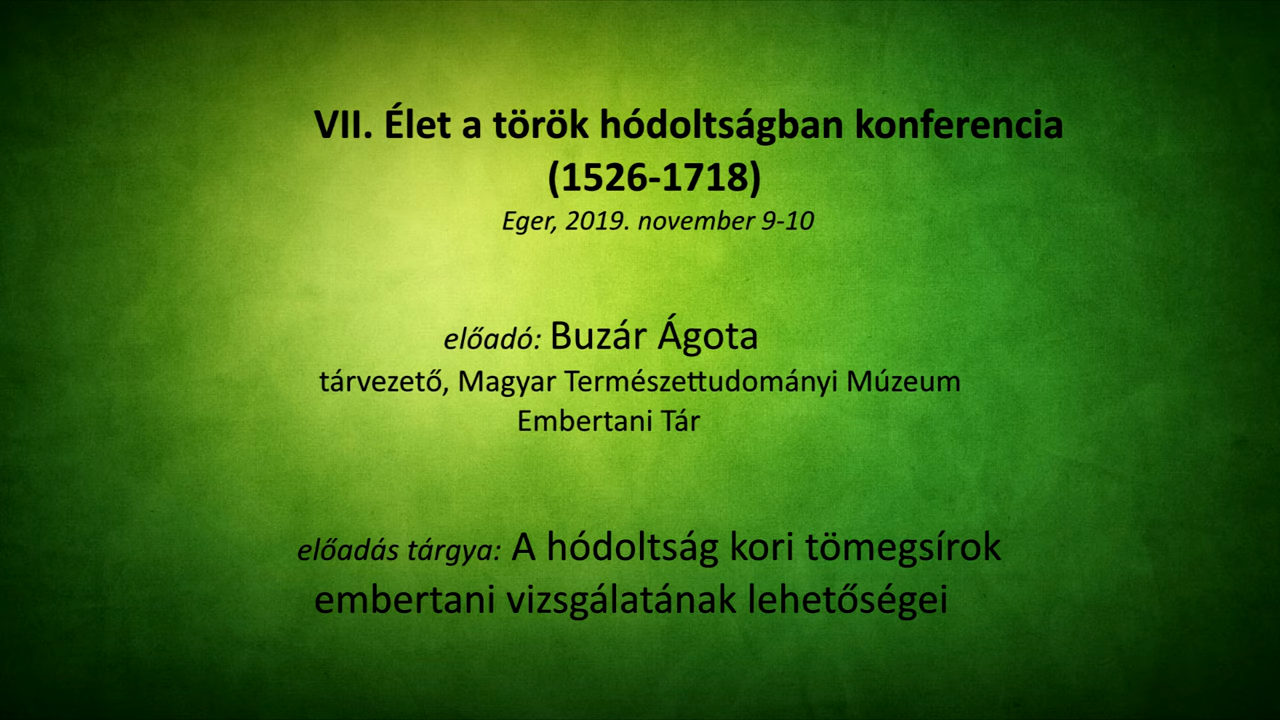 VII. Élet a török hódoltságban konferencia
(1526-1718)
Eger, 2019. november 9-10
előadó: Buzár Ágota
tárvezető, Magyar Természettudományi Múzeum
Embertani Tár
előadás tárgya: A hódoltság kori tömegsírok
embertani vizsgálatának lehetőségei